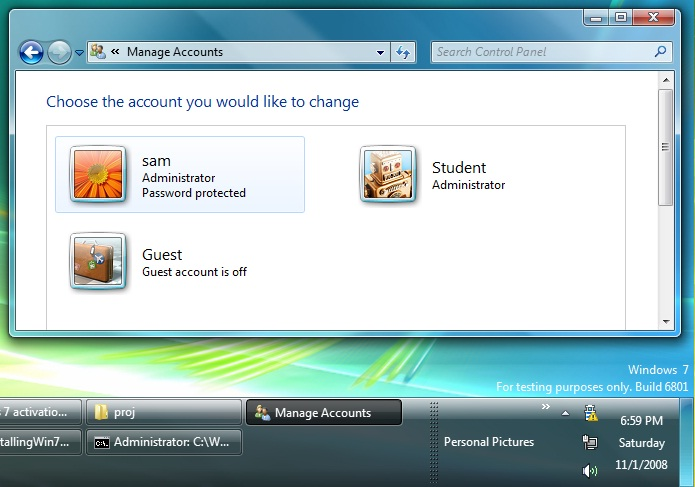 « Manage Accounts
Search Control Panel
Choose the account you would like to change
sam
Administrator
Password protected
Student
Administrator
Guest
Guest account is off
Windows 7
For testing purposes only. Build 6801
s 7 activatio...
proj
Manage Accounts
tallingWin7...
Administrator: C:\W...
Personal Pictures
»
6:59 PM
Saturday
11/1/2008